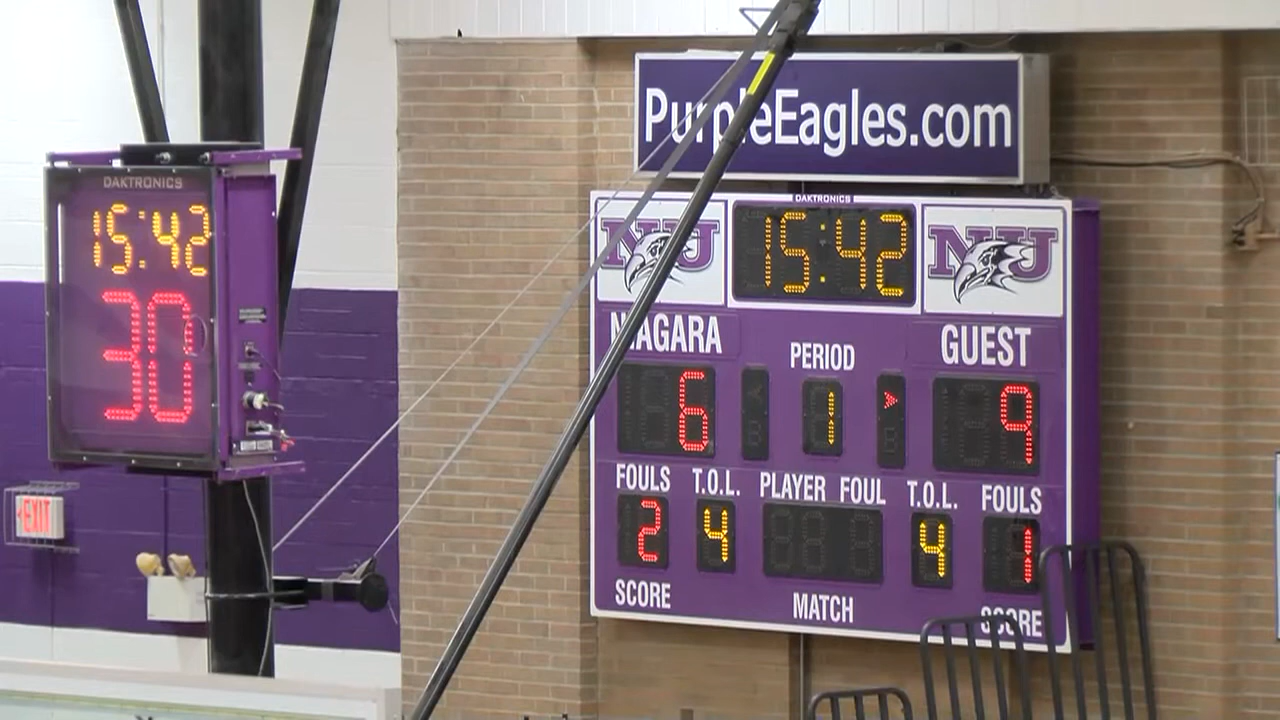 PurpleEagles.com
DAKTRONICS
15:42
30
EXIT
DAKTRONICS
NU 15:42 NU
NIAGARA PERIOD GUEST
6 1 9
FOULS T.O.L. PLAYER FOUL T.O.L. FOULS
2 4 4 1
SCORE MATCH SCORE